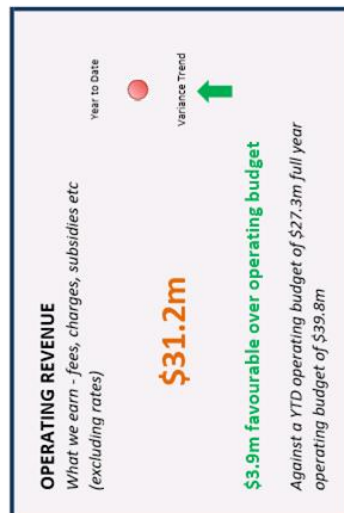 OPERATING REVENUE
What we earn - fees, charges, subsidies etc
(excluding rates)
Year to Date
$31.2m
Variance Trend
$3.9m favourable over operating budget
Against a YTD operating budget of $27.3m full year
operating budget of $39.8m